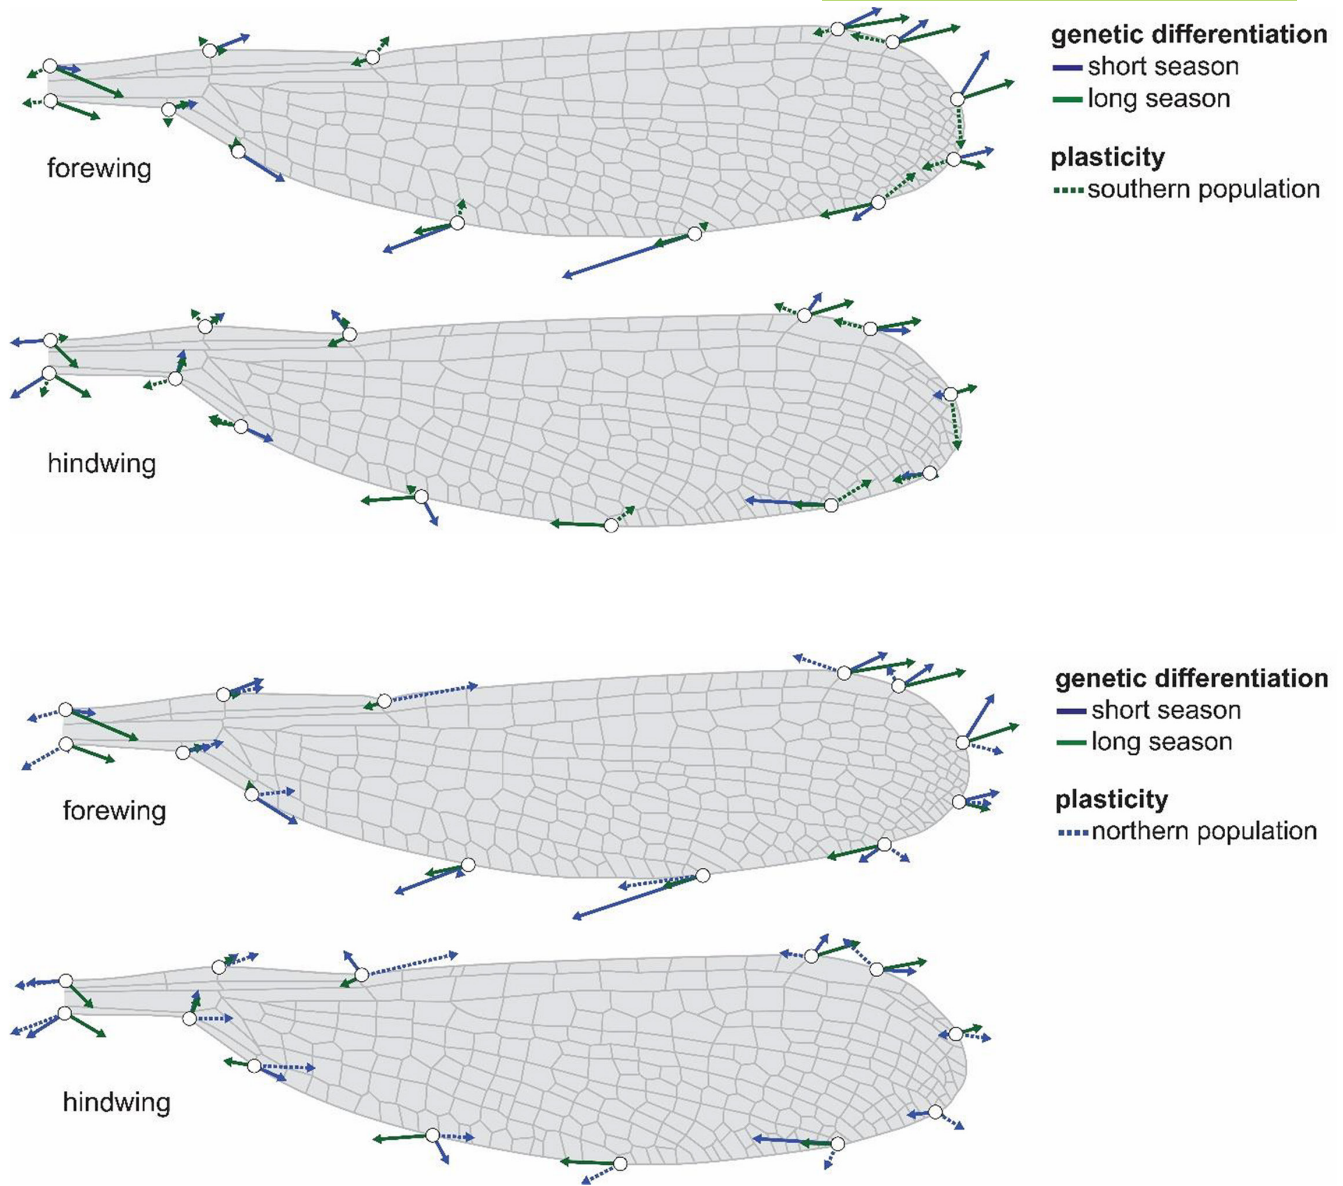 genetic differentiation
short season
long season
plasticity
southern population
forewing
hindwing
genetic differentiation
short season
long season
plasticity
northern population
forewing
hindwing